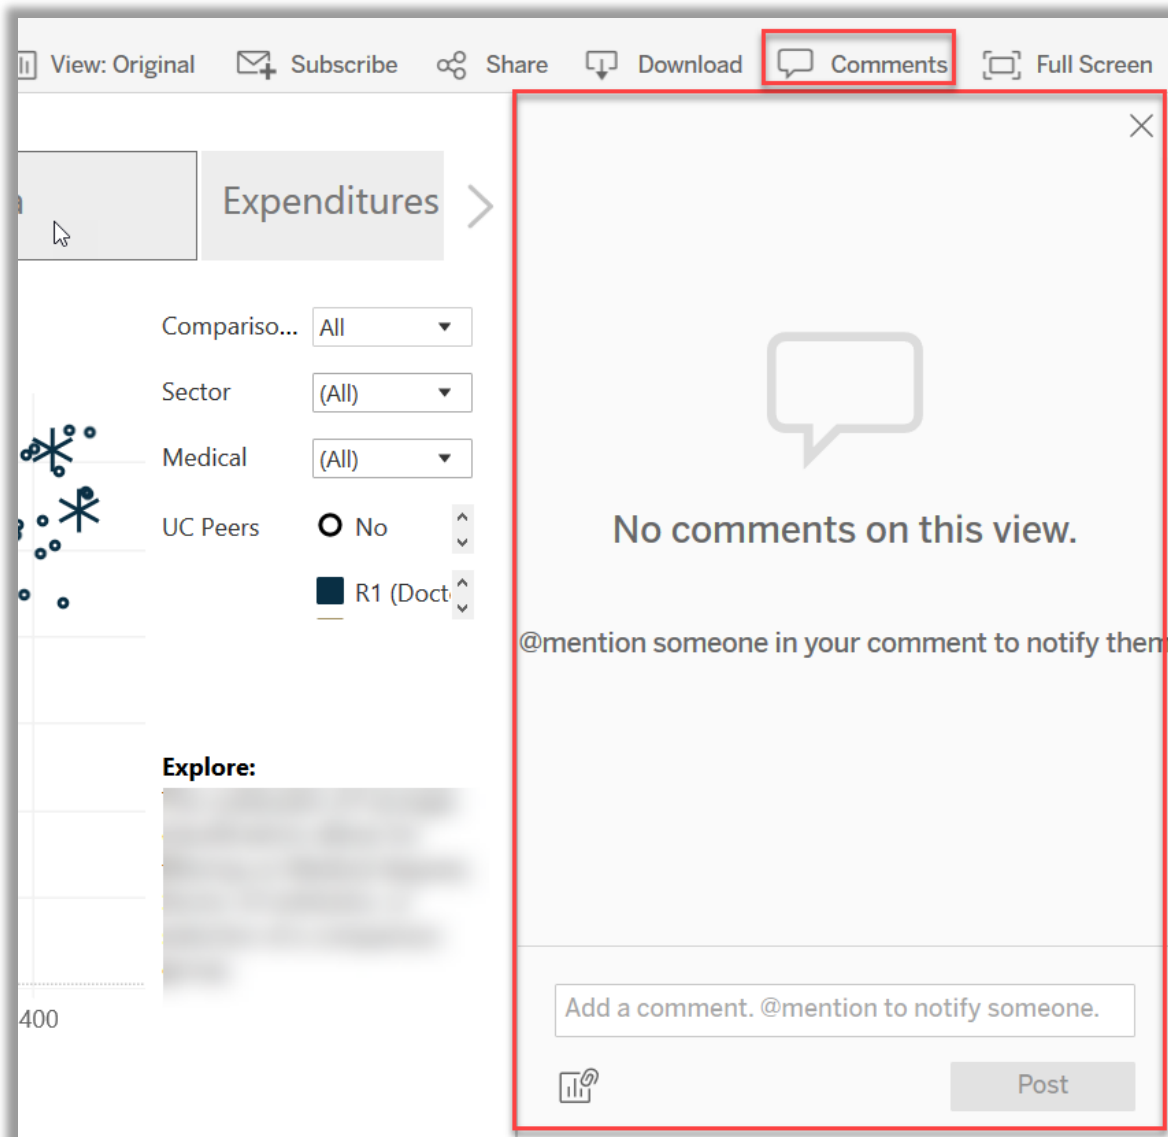 View: Original Subscribe Share Download Comments Full Screen
a Expenditures
Compariso... All
Sector (All)
Medical (All)
UC Peers No
R1 (Doct
No comments on this view.
@mention someone in your comment to notify them
Explore:
400
Add a comment. @mention to notify someone.
Post